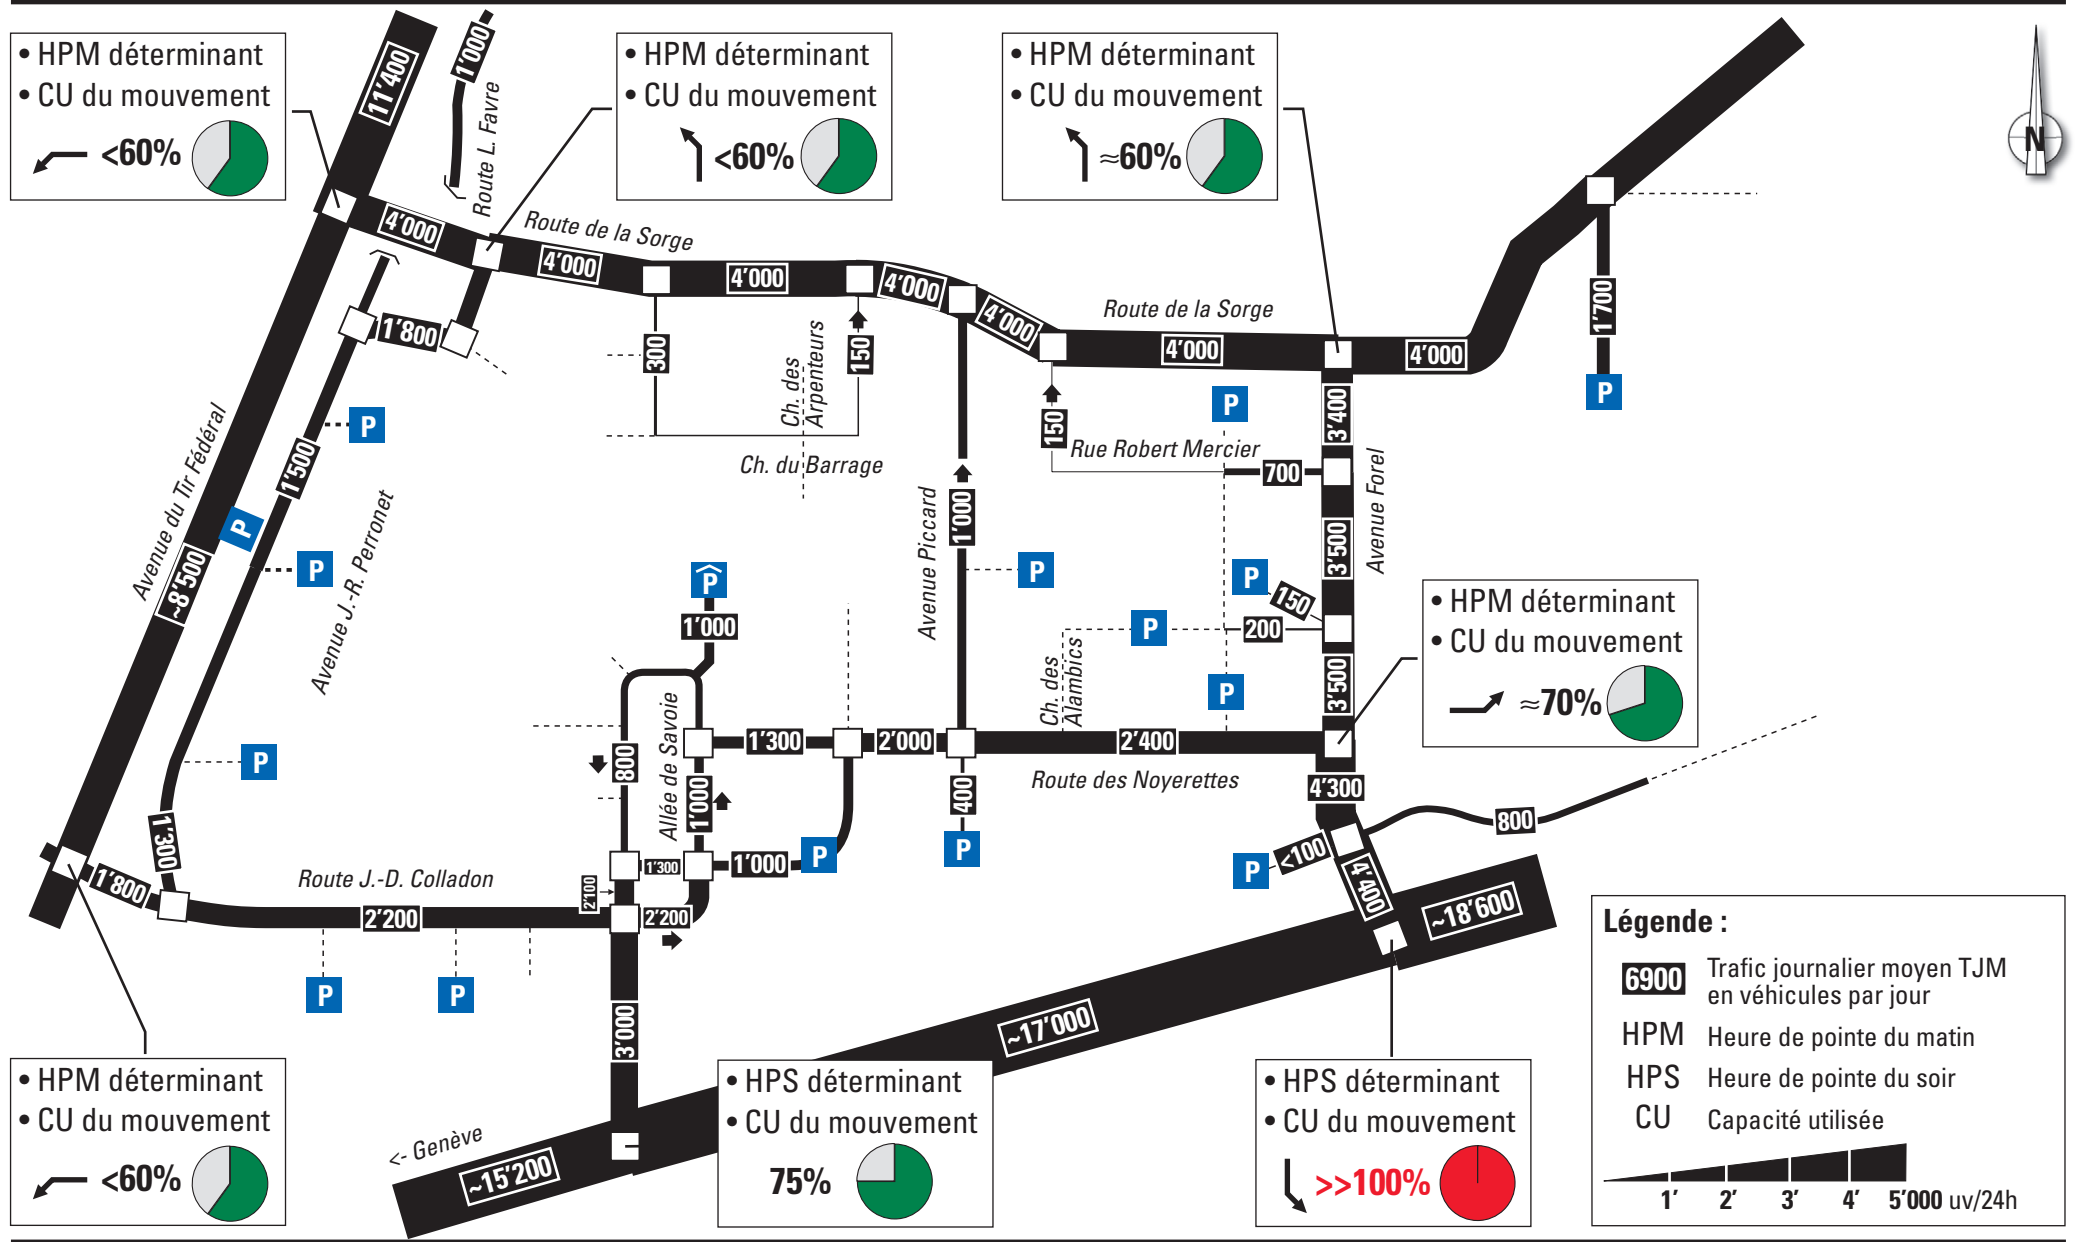 • HPM déterminant
• CU du mouvement
<60%
11’400
1’000
Route L. Favre
• HPM déterminant
• CU du mouvement
<60%
• HPM déterminant
• CU du mouvement
≈60%
N
4’000
Route de la Sorge
4’000
4’000
4’000
4’000
Route de la Sorge
4’000
4’000
1’700
P
1’800
300
Ch. des
Arpenteurs
150
P
3’400
P
150
Rue Robert Mercier
700
Ch. du Barrage
Avenue du Tir Fédéral
1’500
P
P
~8’500
Avenue J.-R. Perronet
Avenue Piccard
1’000
P
3’500
Avenue Forel
P
150
200
P
1’000
P
Ch. des
Alambics
P
3’500
• HPM déterminant
• CU du mouvement
≈70%
P
800
Allée de Savoie
1’300
2’000
2’400
Route des Noyerettes
4’300
1’000
400
P
800
1’300
1’800
Route J.-D. Colladon
1’300
1’000
P
P
<100
4’400
2’100
2’200
2’200
~18’600
P
P
3’000
~17’000
• HPM déterminant
• CU du mouvement
<60%
<- Genève
~15’200
• HPS déterminant
• CU du mouvement
75%
• HPS déterminant
• CU du mouvement
>>100%
Légende :
6900 Trafic journalier moyen TJM
en véhicules par jour
HPM Heure de pointe du matin
HPS Heure de pointe du soir
CU Capacité utilisée
1’ 2’ 3’ 4’ 5’000 uv/24h